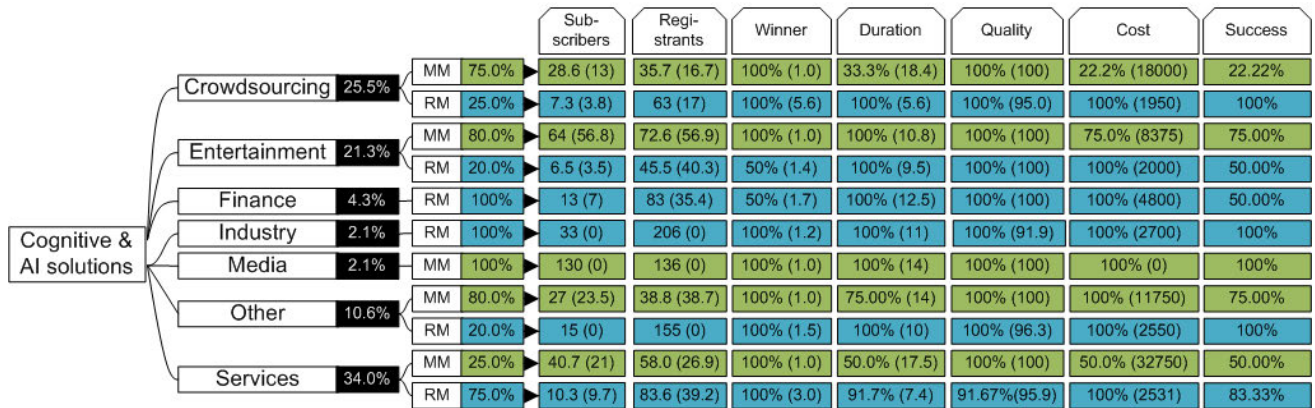 Sub-
scribers
Regi-
strants
Winner
Duration
Quality
Cost
Success
Cognitive &
AI solutions
Crowdsourcing 25.5%
MM 75.0% 28.6 (13) 35.7 (16.7) 100% (1.0) 33.3% (18.4) 100% (100) 22.2% (18000) 22.22%
RM 25.0% 7.3 (3.8) 63 (17) 100% (5.6) 100% (5.6) 100% (95.0) 100% (1950) 100%
Entertainment 21.3%
MM 80.0% 64 (56.8) 72.6 (56.9) 100% (1.0) 100% (10.8) 100% (100) 75.0% (8375) 75.00%
RM 20.0% 6.5 (3.5) 45.5 (40.3) 50% (1.4) 100% (9.5) 100% (100) 100% (2000) 50.00%
Finance 4.3% RM 100% 13 (7) 83 (35.4) 50% (1.7) 100% (12.5) 100% (100) 100% (4800) 50.00%
Industry 2.1% RM 100% 33 (0) 206 (0) 100% (1.2) 100% (11) 100% (91.9) 100% (2700) 100%
Media 2.1% MM 100% 130 (0) 136 (0) 100% (1.0) 100% (14) 100% (100) 100% (0) 100%
Other 10.6%
MM 80.0% 27 (23.5) 38.8 (38.7) 100% (1.0) 75.00% (14) 100% (100) 100% (11750) 75.00%
RM 20.0% 15 (0) 155 (0) 100% (1.5) 100% (10) 100% (96.3) 100% (2550) 100%
Services 34.0%
MM 25.0% 40.7 (21) 58.0 (26.9) 100% (1.0) 50.0% (17.5) 100% (100) 50.0% (32750) 50.00%
RM 75.0% 10.3 (9.7) 83.6 (39.2) 100% (3.0) 91.7% (7.4) 91.67%(95.9) 100% (2531) 83.33%